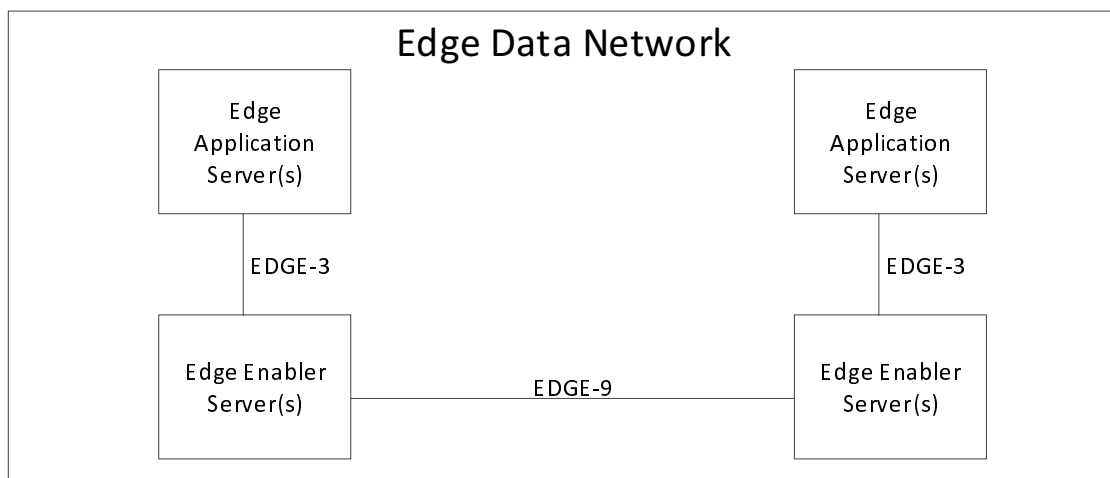 Edge Data Network
Edge
Application
Server(s)
Edge
Application
Server(s)
EDGE-3
EDGE-3
Edge Enabler
Server(s)
EDGE-9
Edge Enabler
Server(s)